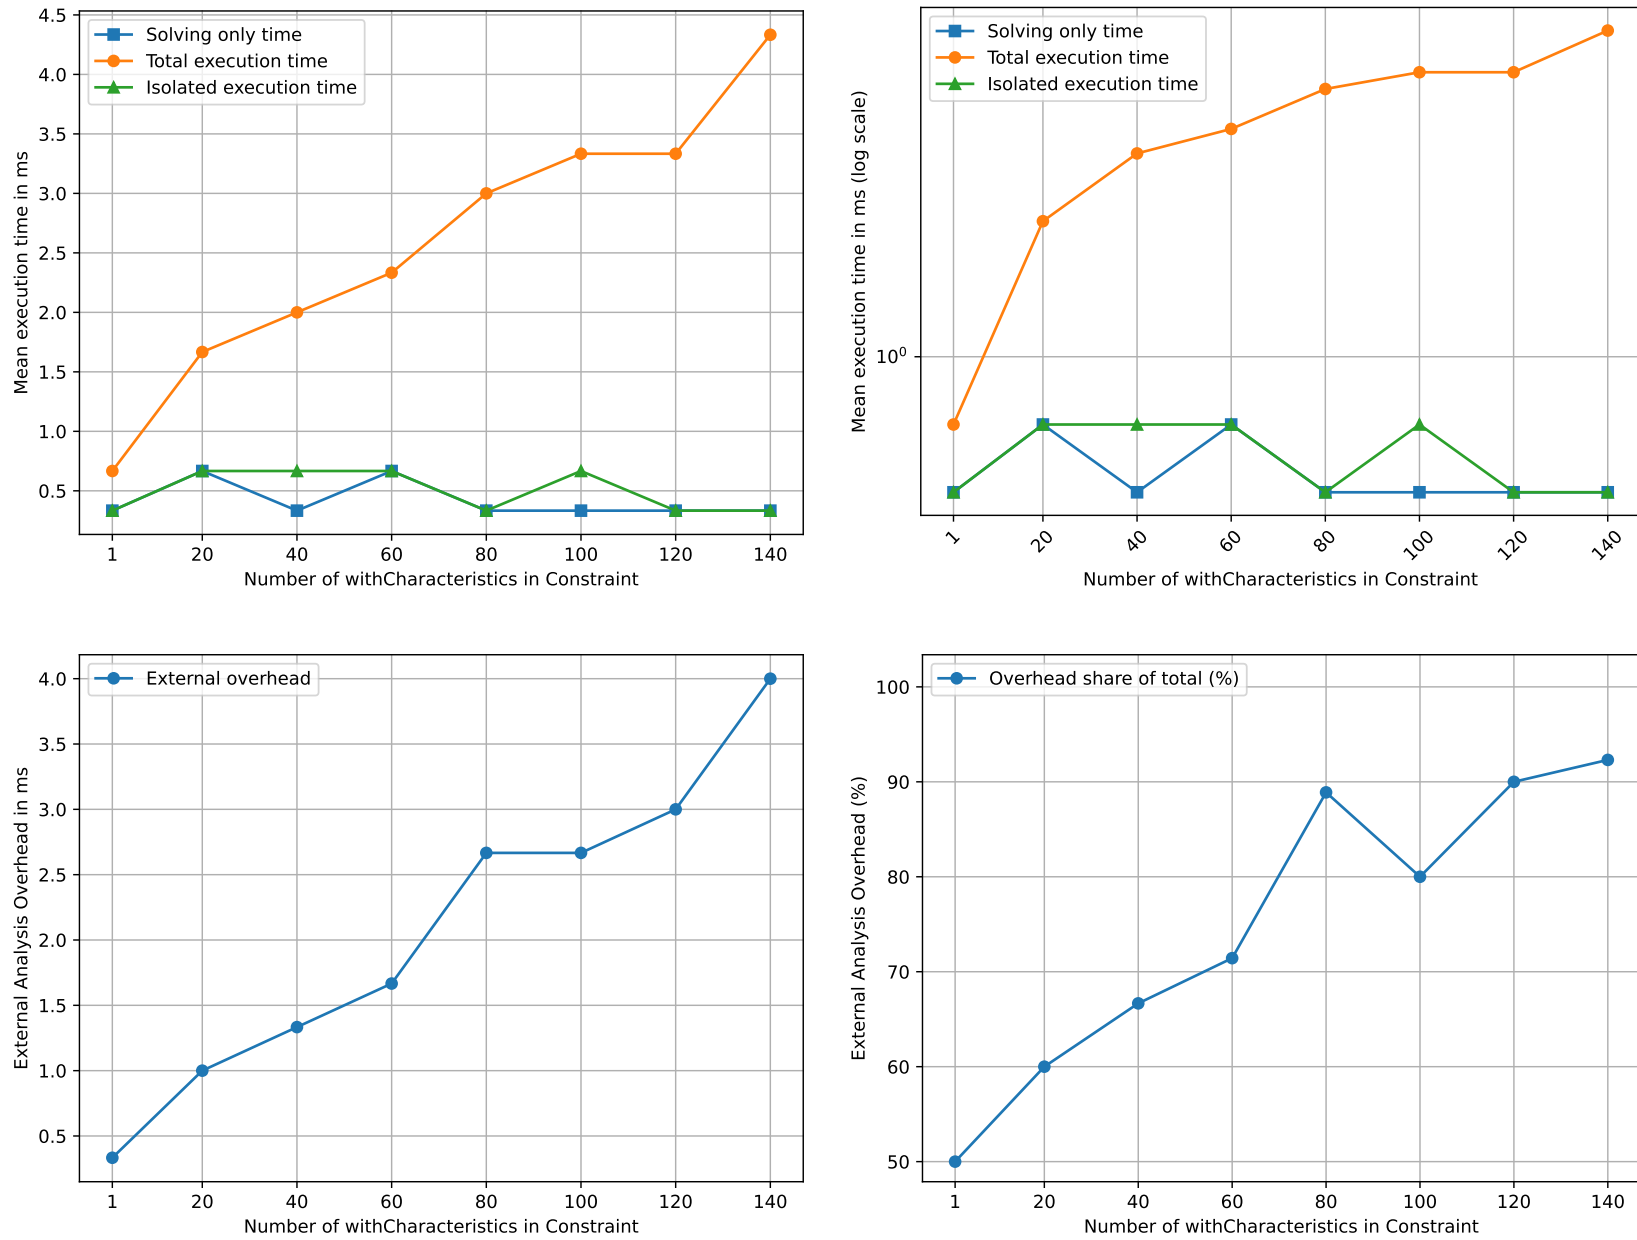 Solving only time
Total execution time
Isolated execution time
4.5
4.0
3.5
3.0
2.5
2.0
1.5
1.0
0.5
Mean execution time in ms
1 20 40 60 80 100 120 140
Number of withCharacteristics in Constraint
Solving only time
Total execution time
Isolated execution time
10⁰
Mean execution time in ms (log scale)
1 20 40 60 80 100 120 140
Number of withCharacteristics in Constraint
External overhead
4.0
3.5
3.0
2.5
2.0
1.5
1.0
0.5
External Analysis Overhead in ms
1 20 40 60 80 100 120 140
Number of withCharacteristics in Constraint
Overhead share of total (%)
100
90
80
70
60
50
External Analysis Overhead (%)
1 20 40 60 80 100 120 140
Number of withCharacteristics in Constraint